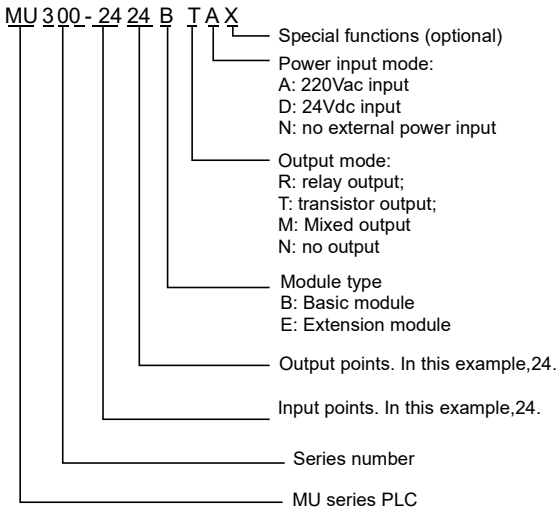 MU300-2424BTAX
Special functions (optional)
Power input mode:
A: 220Vac input
D: 24Vdc input
N: no external power input
Output mode:
R: relay output;
T: transistor output;
M: Mixed output
N: no output
Module type
B: Basic module
E: Extension module
Output points. In this example,24.
Input points. In this example,24.
Series number
MU series PLC